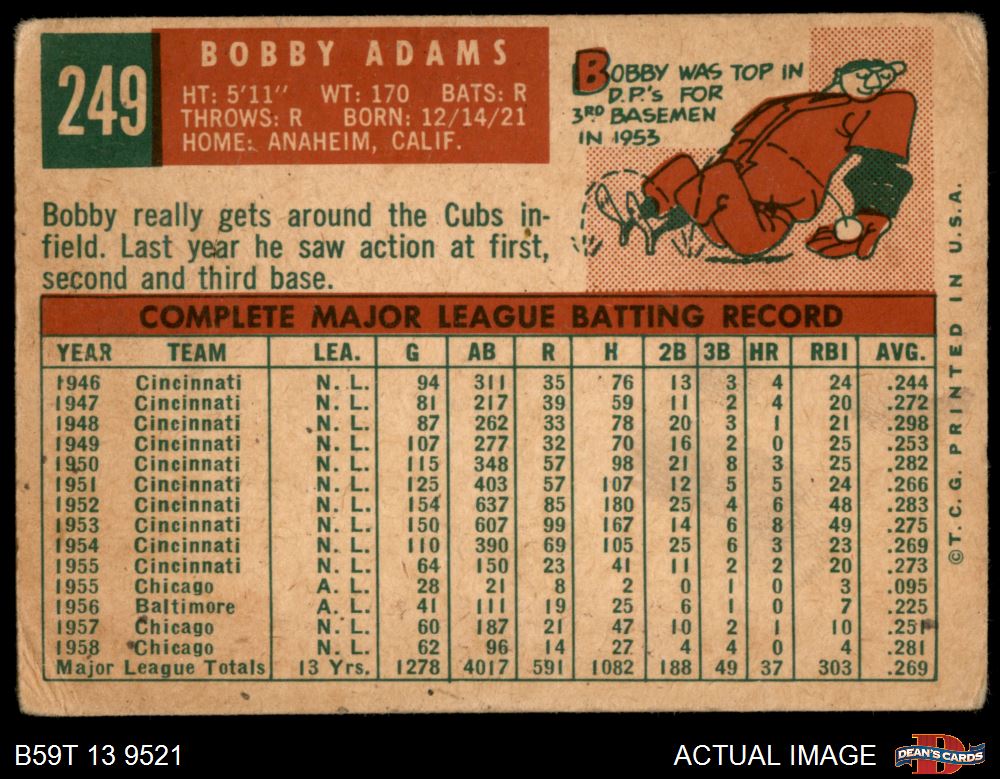 249
BOBBY ADAMS
HT: 5'11" WT: 170 BATS: R
THROWS: R BORN: 12/14/21
HOME: ANAHEIM, CALIF.
BOBBY WAS TOP IN
D.P.'s FOR
3RD BASEMEN
IN 1953
Bobby really gets around the Cubs in-
field. Last year he saw action at first,
second and third base.
COMPLETE MAJOR LEAGUE BATTING RECORD
YEAR TEAM LEA. G AB R H 2B 3B HR RBI AVG.
1946 Cincinnati N. L. 94 311 35 76 13 3 4 24 .244
1947 Cincinnati N. L. 81 217 39 59 11 2 4 20 .272
1948 Cincinnati N. L. 87 262 33 78 20 3 1 21 .298
1949 Cincinnati N. L. 107 277 32 70 16 2 0 25 .253
1950 Cincinnati N. L. 115 348 57 98 21 8 3 25 .282
1951 Cincinnati N. L. 125 403 57 107 12 5 5 24 .266
1952 Cincinnati N. L. 154 637 85 180 25 4 6 48 .283
1953 Cincinnati N. L. 150 607 99 167 14 6 8 49 .275
1954 Cincinnati N. L. 110 390 69 105 25 6 3 23 .269
1955 Cincinnati N. L. 64 150 23 41 11 2 2 20 .273
1955 Chicago A. L. 28 21 8 2 0 1 0 3 .095
1956 Baltimore A. L. 41 111 19 25 6 1 0 7 .225
1957 Chicago N. L. 60 187 21 47 10 2 1 10 .251
1958 Chicago N. L. 62 96 14 27 4 4 0 4 .281
Major League Totals 13 Yrs. 1278 4017 591 1082 188 49 37 303 .269
©T.C.G. PRINTED IN U.S.A.
B59T 13 9521
ACTUAL IMAGE
DEAN'S CARDS